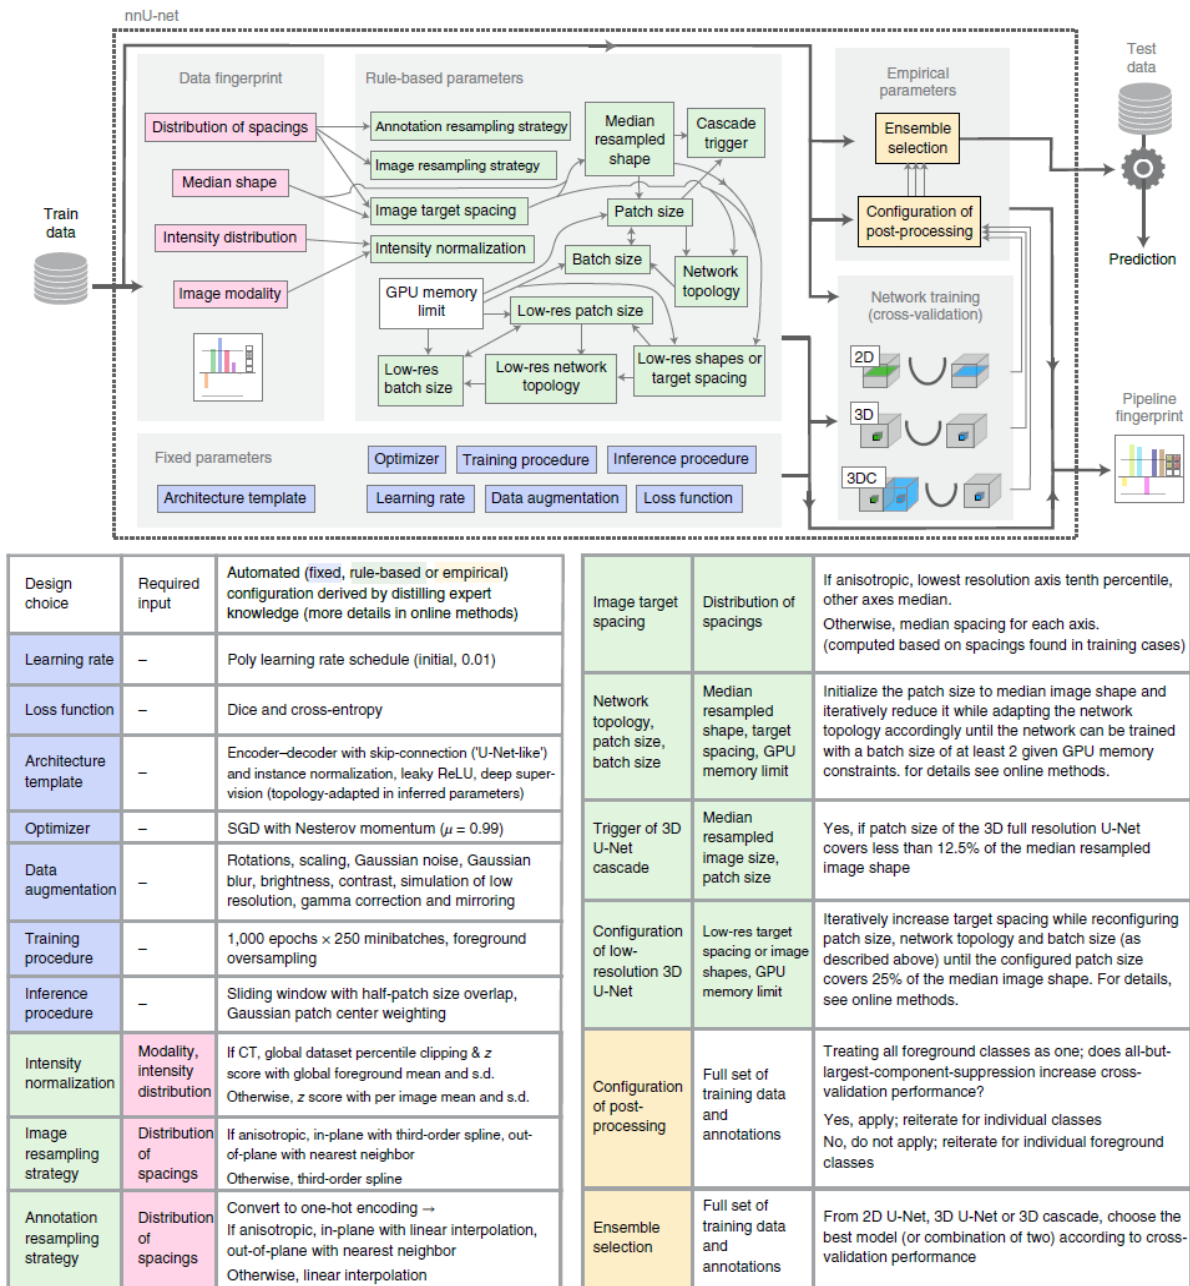 nnU-net
Data fingerprint
Distribution of spacings
Median shape
Intensity distribution
Image modality
Train
data
Rule-based parameters
Annotation resampling strategy
Image resampling strategy
Image target spacing
Intensity normalization
Median
resampled
shape
Cascade
trigger
Patch size
Batch size
Network
topology
GPU memory
limit
Low-res patch size
Low-res
batch size
Low-res network
topology
Low-res shapes or
target spacing
Fixed parameters
Optimizer
Training procedure
Inference procedure
Architecture template
Learning rate
Data augmentation
Loss function
Empirical
parameters
Ensemble
selection
Configuration of
post-processing
Network training
(cross-validation)
2D
3D
3DC
Test
data
Prediction
Pipeline
fingerprint
Design
choice
Required
input
Automated (fixed, rule-based or empirical)
configuration derived by distilling expert
knowledge (more details in online methods)
Learning rate
–
Poly learning rate schedule (initial, 0.01)
Loss function
–
Dice and cross-entropy
Architecture
template
–
Encoder–decoder with skip-connection ('U-Net-like')
and instance normalization, leaky ReLU, deep super-
vision (topology-adapted in inferred parameters)
Optimizer
–
SGD with Nesterov momentum (μ = 0.99)
Data
augmentation
–
Rotations, scaling, Gaussian noise, Gaussian
blur, brightness, contrast, simulation of low
resolution, gamma correction and mirroring
Training
procedure
–
1,000 epochs × 250 minibatches, foreground
oversampling
Inference
procedure
–
Sliding window with half-patch size overlap,
Gaussian patch center weighting
Intensity
normalization
Modality,
intensity
distribution
If CT, global dataset percentile clipping & z
score with global foreground mean and s.d.
Otherwise, z score with per image mean and s.d.
Image
resampling
strategy
Distribution
of
spacings
If anisotropic, in-plane with third-order spline, out-
of-plane with nearest neighbor
Otherwise, third-order spline
Annotation
resampling
strategy
Distribution
of
spacings
Convert to one-hot encoding →
If anisotropic, in-plane with linear interpolation,
out-of-plane with nearest neighbor
Otherwise, linear interpolation
Image target
spacing
Distribution of
spacings
If anisotropic, lowest resolution axis tenth percentile,
other axes median.
Otherwise, median spacing for each axis.
(computed based on spacings found in training cases)
Network
topology,
patch size,
batch size
Median
resampled
shape, target
spacing, GPU
memory limit
Initialize the patch size to median image shape and
iteratively reduce it while adapting the network
topology accordingly until the network can be trained
with a batch size of at least 2 given GPU memory
constraints. for details see online methods.
Trigger of 3D
U-Net
cascade
Median
resampled
image size,
patch size
Yes, if patch size of the 3D full resolution U-Net
covers less than 12.5% of the median resampled
image shape
Configuration
of low-
resolution 3D
U-Net
Low-res target
spacing or image
shapes, GPU
memory limit
Iteratively increase target spacing while reconfiguring
patch size, network topology and batch size (as
described above) until the configured patch size
covers 25% of the median image shape. For details,
see online methods.
Configuration
of post-
processing
Full set of
training data
and
annotations
Treating all foreground classes as one; does all-but-
largest-component-suppression increase cross-
validation performance?
Yes, apply; reiterate for individual classes
No, do not apply; reiterate for individual foreground
classes
Ensemble
selection
Full set of
training data
and
annotations
From 2D U-Net, 3D U-Net or 3D cascade, choose the
best model (or combination of two) according to cross-
validation performance